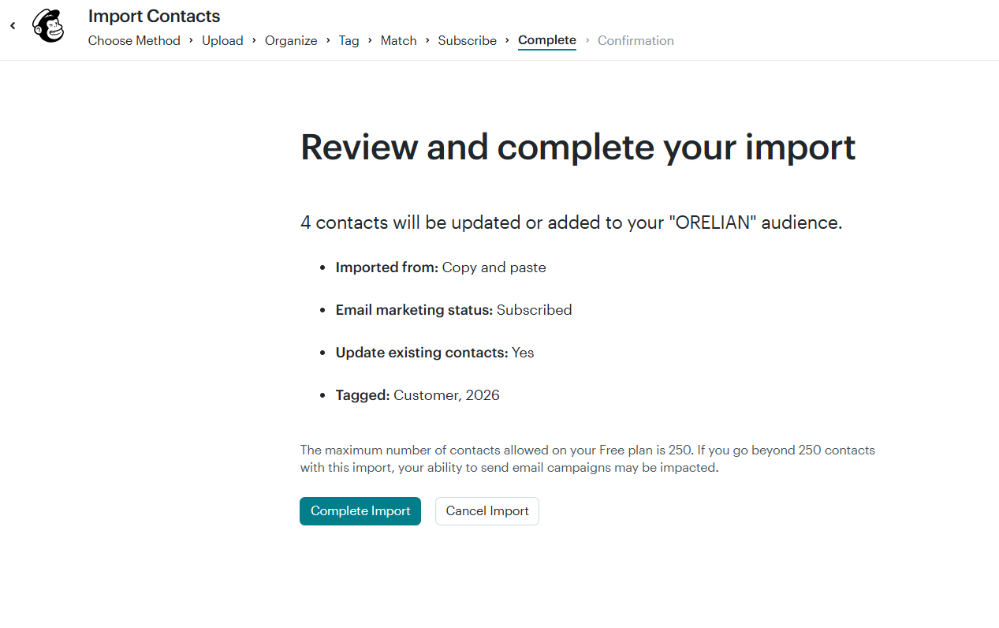 Import Contacts
Choose Method › Upload › Organize › Tag › Match › Subscribe › Complete › Confirmation
Review and complete your import
4 contacts will be updated or added to your "ORELIAN" audience.
• Imported from: Copy and paste
• Email marketing status: Subscribed
• Update existing contacts: Yes
• Tagged: Customer, 2026
The maximum number of contacts allowed on your Free plan is 250. If you go beyond 250 contacts
with this import, your ability to send email campaigns may be impacted.
Complete Import Cancel Import